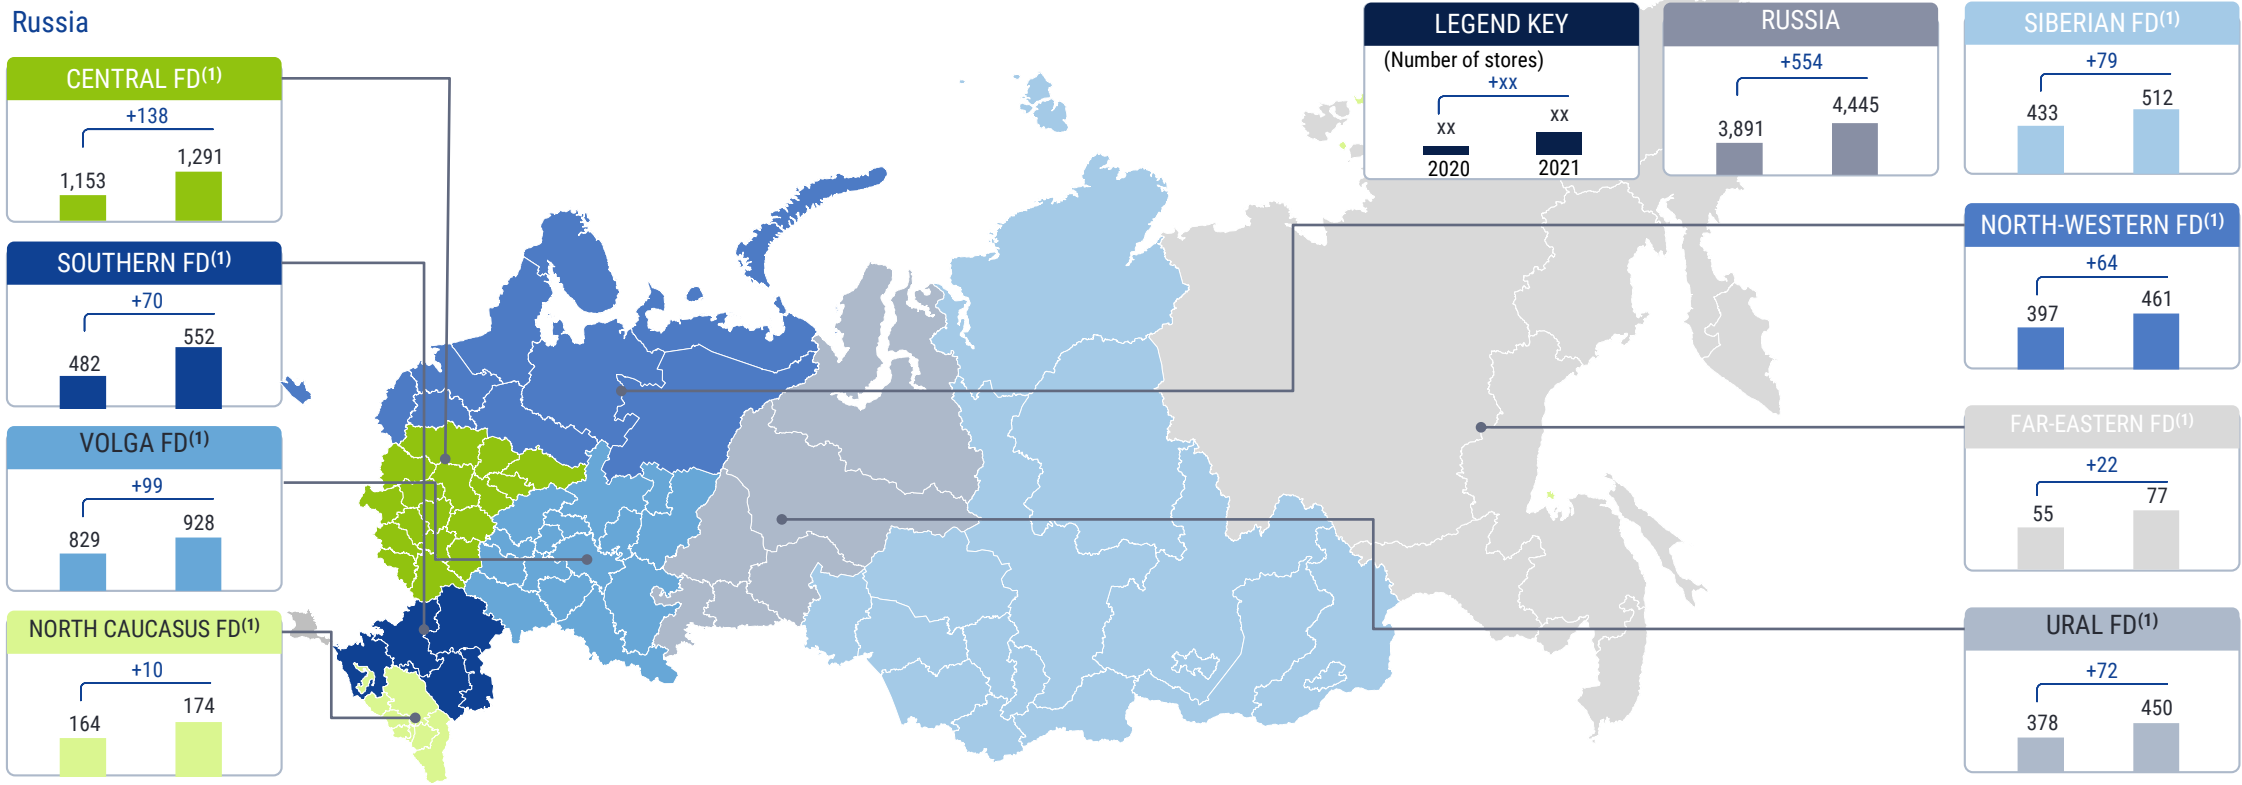 Russia
CENTRAL FD(1)
+138
1,153
1,291
SOUTHERN FD(1)
+70
482
552
VOLGA FD(1)
+99
829
928
NORTH CAUCASUS FD(1)
+10
164
174
LEGEND KEY
(Number of stores)
+xx
xx
xx
2020
2021
RUSSIA
+554
3,891
4,445
SIBERIAN FD(1)
+79
433
512
NORTH-WESTERN FD(1)
+64
397
461
FAR-EASTERN FD(1)
+22
55
77
URAL FD(1)
+72
378
450